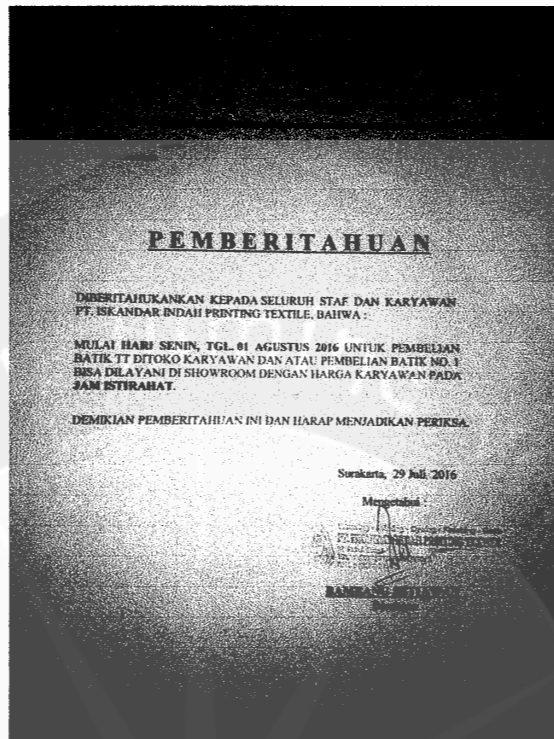 PEMBERITAHUAN
DIBERITAHUKANKAN KEPADA SELURUH STAF DAN KARYAWAN
PT. ISKANDAR INDAH PRINTING TEXTILE, BAHWA :
MULAI HARI SENIN, TGL. 01 AGUSTUS 2016 UNTUK PEMBELIAN
BATIK TT DITOKO KARYAWAN DAN ATAU PEMBELIAN BATIK NO. 1
BISA DILAYANI DI SHOWROOM DENGAN HARGA KARYAWAN PADA
JAM ISTIRAHAT.
DEMIKIAN PEMBERITAHUAN INI DAN HARAP MENJADIKAN PERIKSA.
Surakarta, 29 Juli 2016
Mengetahui :
BAMBANG SETIAWAN